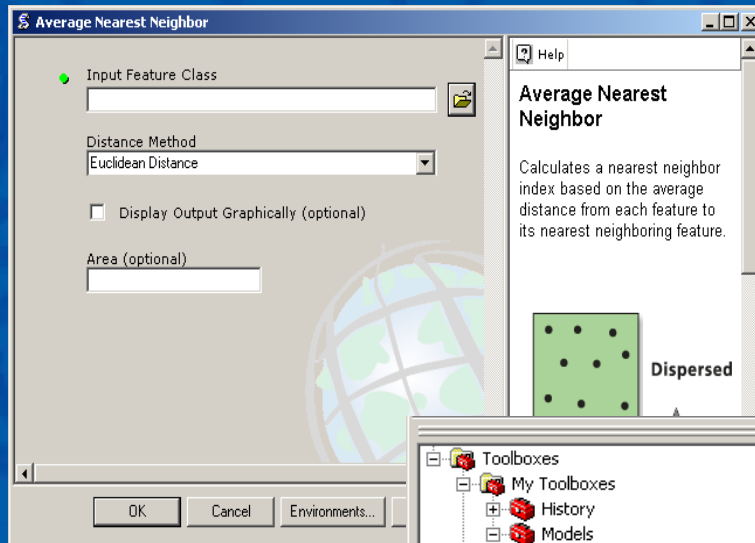 Average Nearest Neighbor
Input Feature Class
Distance Method
Euclidean Distance
Display Output Graphically (optional)
Area (optional)
OK
Cancel
Environments...
Help
Average Nearest
Neighbor
Calculates a nearest neighbor
index based on the average
distance from each feature to
its nearest neighboring feature.
Dispersed
Toolboxes
My Toolboxes
History
Models